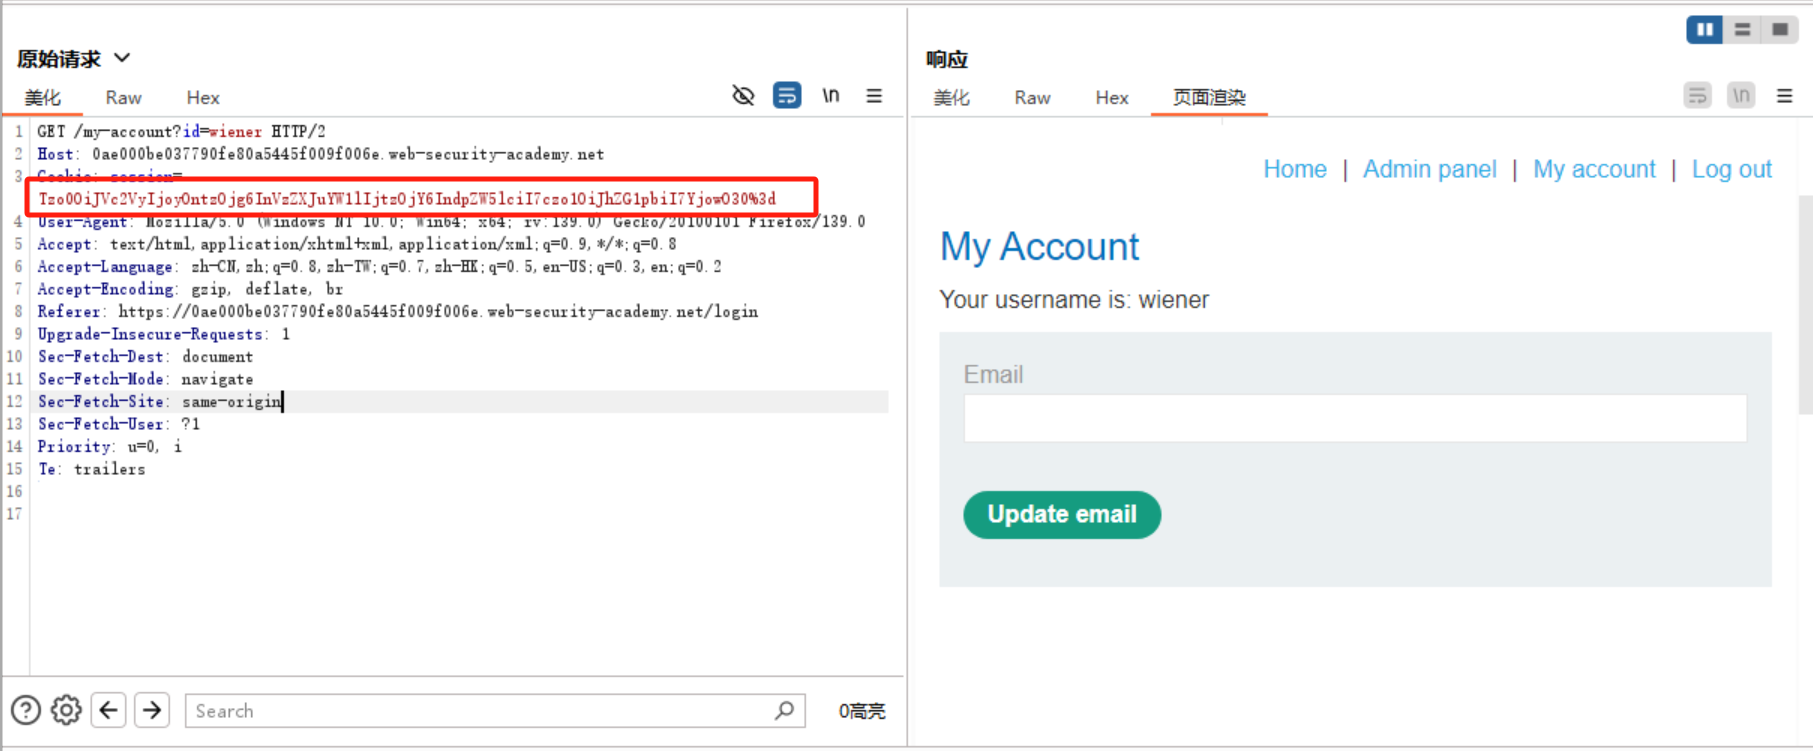 原始请求
美化 Raw Hex \n
1 GET /my-account?id=wiener HTTP/2
2 Host: 0ae000be037790fe80a5445f009f006e.web-security-academy.net
3 Cookie: session=
Tzo0OiJVc2VyIjoyOntzOjg6InVzZXJuYW1lIjtzOjY6IndpZW5lciI7czo1OiJhZG1pbiI7YjowO30%3d
4 User-Agent: Mozilla/5.0 (Windows NT 10.0; Win64; x64; rv:139.0) Gecko/20100101 Firefox/139.0
5 Accept: text/html,application/xhtml+xml,application/xml;q=0.9,*/*;q=0.8
6 Accept-Language: zh-CN,zh;q=0.8,zh-TW;q=0.7,zh-HK;q=0.5,en-US;q=0.3,en;q=0.2
7 Accept-Encoding: gzip, deflate, br
8 Referer: https://0ae000be037790fe80a5445f009f006e.web-security-academy.net/login
9 Upgrade-Insecure-Requests: 1
10 Sec-Fetch-Dest: document
11 Sec-Fetch-Mode: navigate
12 Sec-Fetch-Site: same-origin
13 Sec-Fetch-User: ?1
14 Priority: u=0, i
15 Te: trailers
16
17
Search
0高亮
响应
美化 Raw Hex 页面渲染 \n
Home | Admin panel | My account | Log out
My Account
Your username is: wiener
Email
Update email